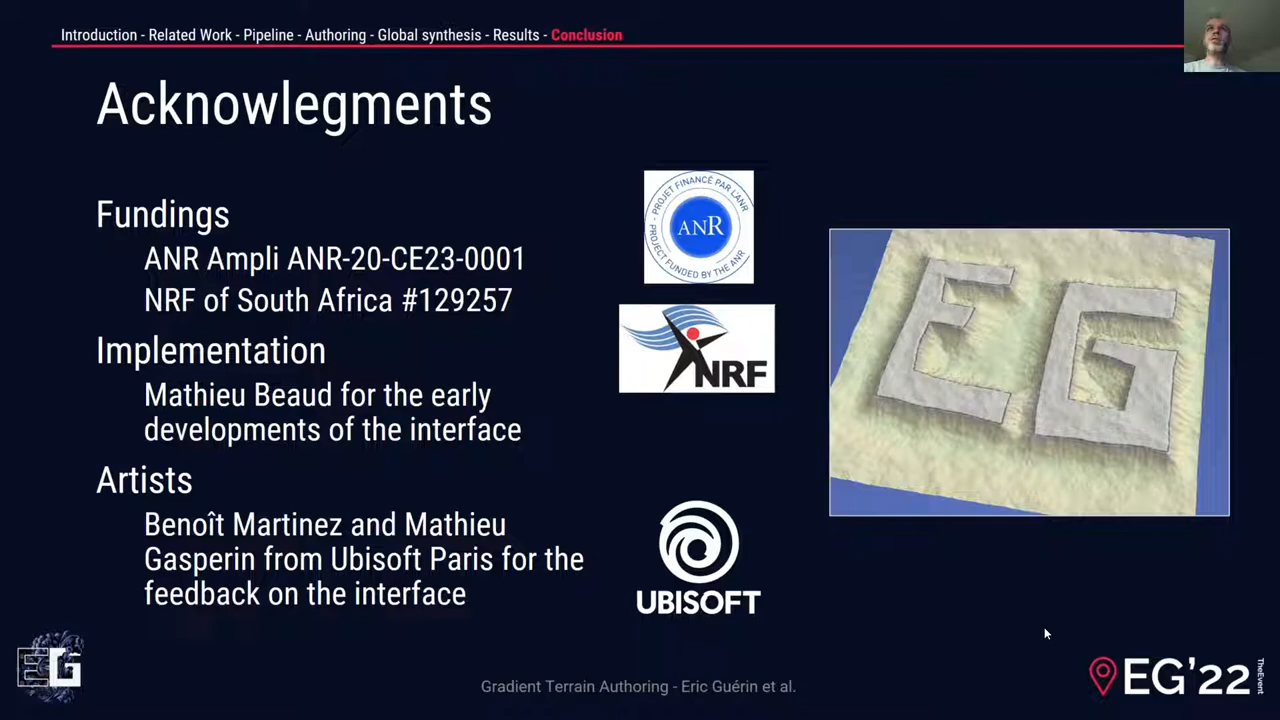 Introduction - Related Work - Pipeline - Authoring - Global synthesis - Results - Conclusion
Acknowlegments
Fundings
ANR Ampli ANR-20-CE23-0001
NRF of South Africa #129257
Implementation
Mathieu Beaud for the early
developments of the interface
Artists
Benoît Martinez and Mathieu
Gasperin from Ubisoft Paris for the
feedback on the interface
PROJET FINANCÉ PAR L'ANR
ANR
PROJECT FUNDED BY THE ANR
NRF
UBISOFT
EG
EG
Gradient Terrain Authoring - Eric Guérin et al.
EG'22
TheEvent